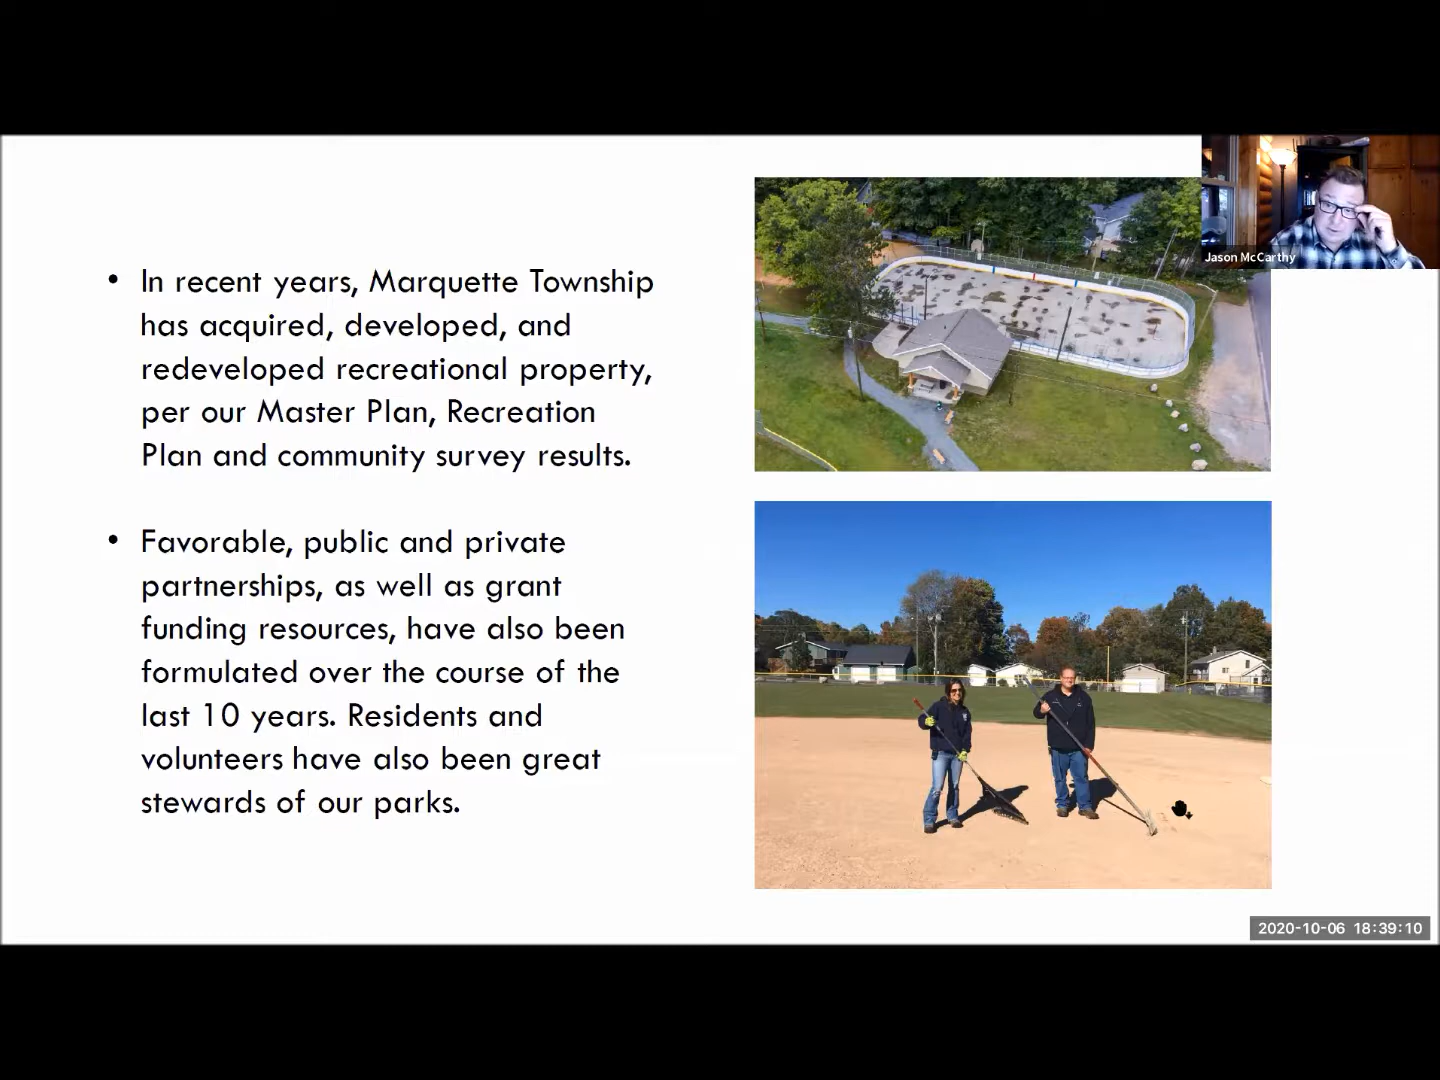 Jason McCarthy
• In recent years, Marquette Township
has acquired, developed, and
redeveloped recreational property,
per our Master Plan, Recreation
Plan and community survey results.
• Favorable, public and private
partnerships, as well as grant
funding resources, have also been
formulated over the course of the
last 10 years. Residents and
volunteers have also been great
stewards of our parks.
2020-10-06 18:39:10